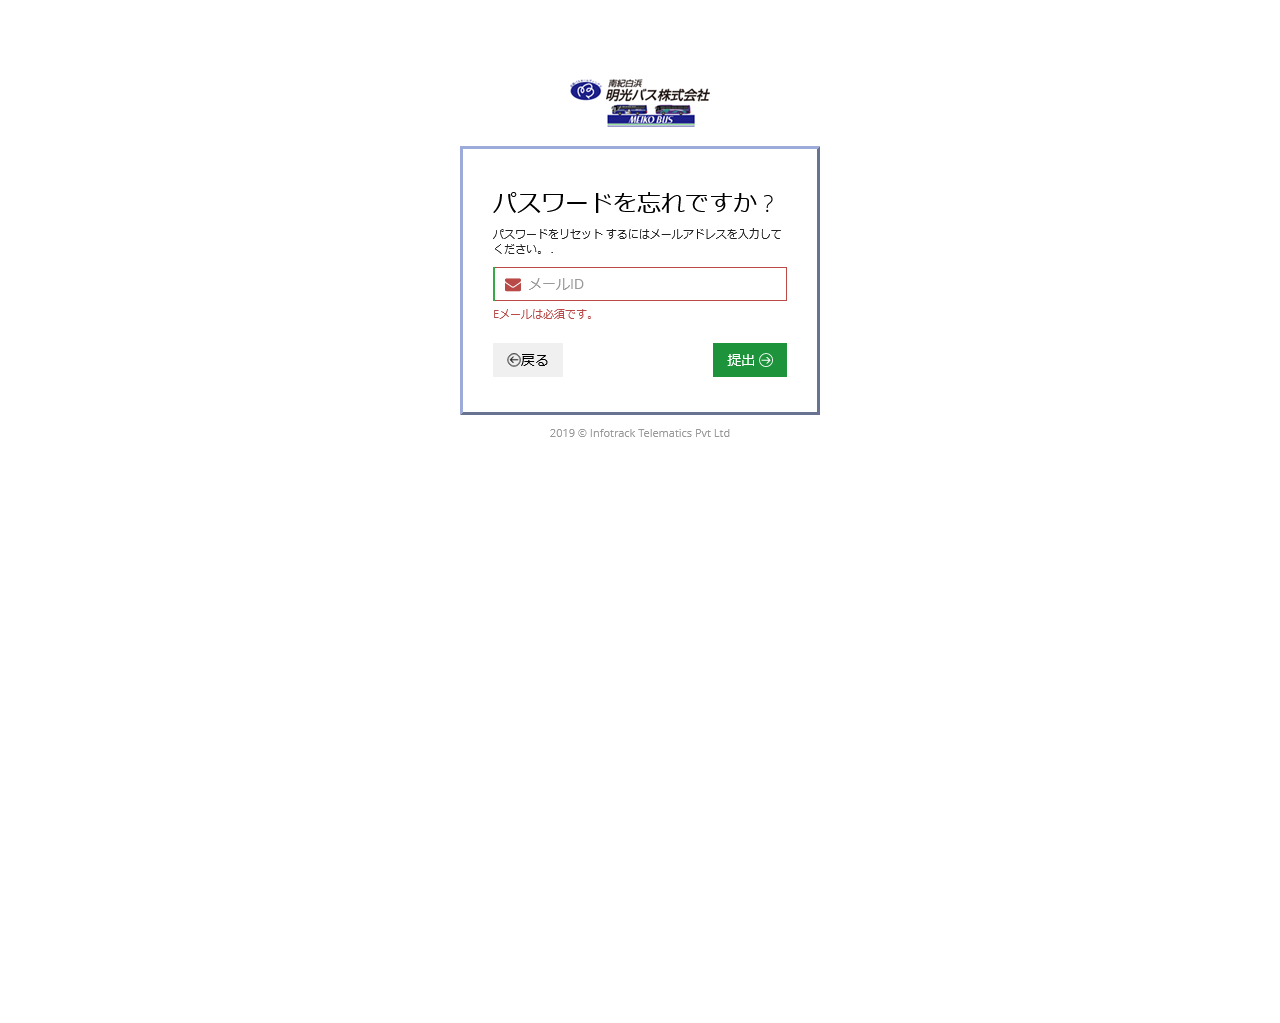 南紀白浜
明光バス株式会社
MEIKO BUS
パスワードを忘れですか？
パスワードをリセット するにはメールアドレスを入力して
ください。 .
メールID
Eメールは必須です。
戻る
提出
2019 © Infotrack Telematics Pvt Ltd